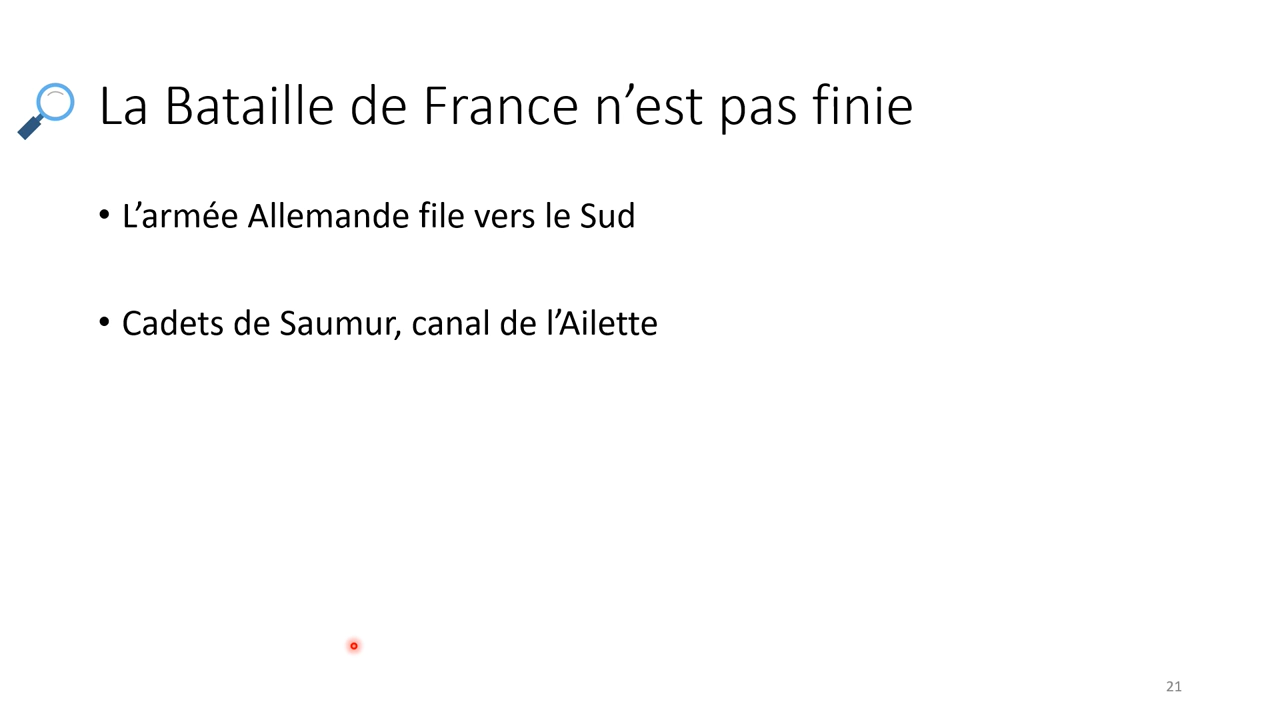 La Bataille de France n’est pas finie
• L’armée Allemande file vers le Sud
• Cadets de Saumur, canal de l’Ailette
21